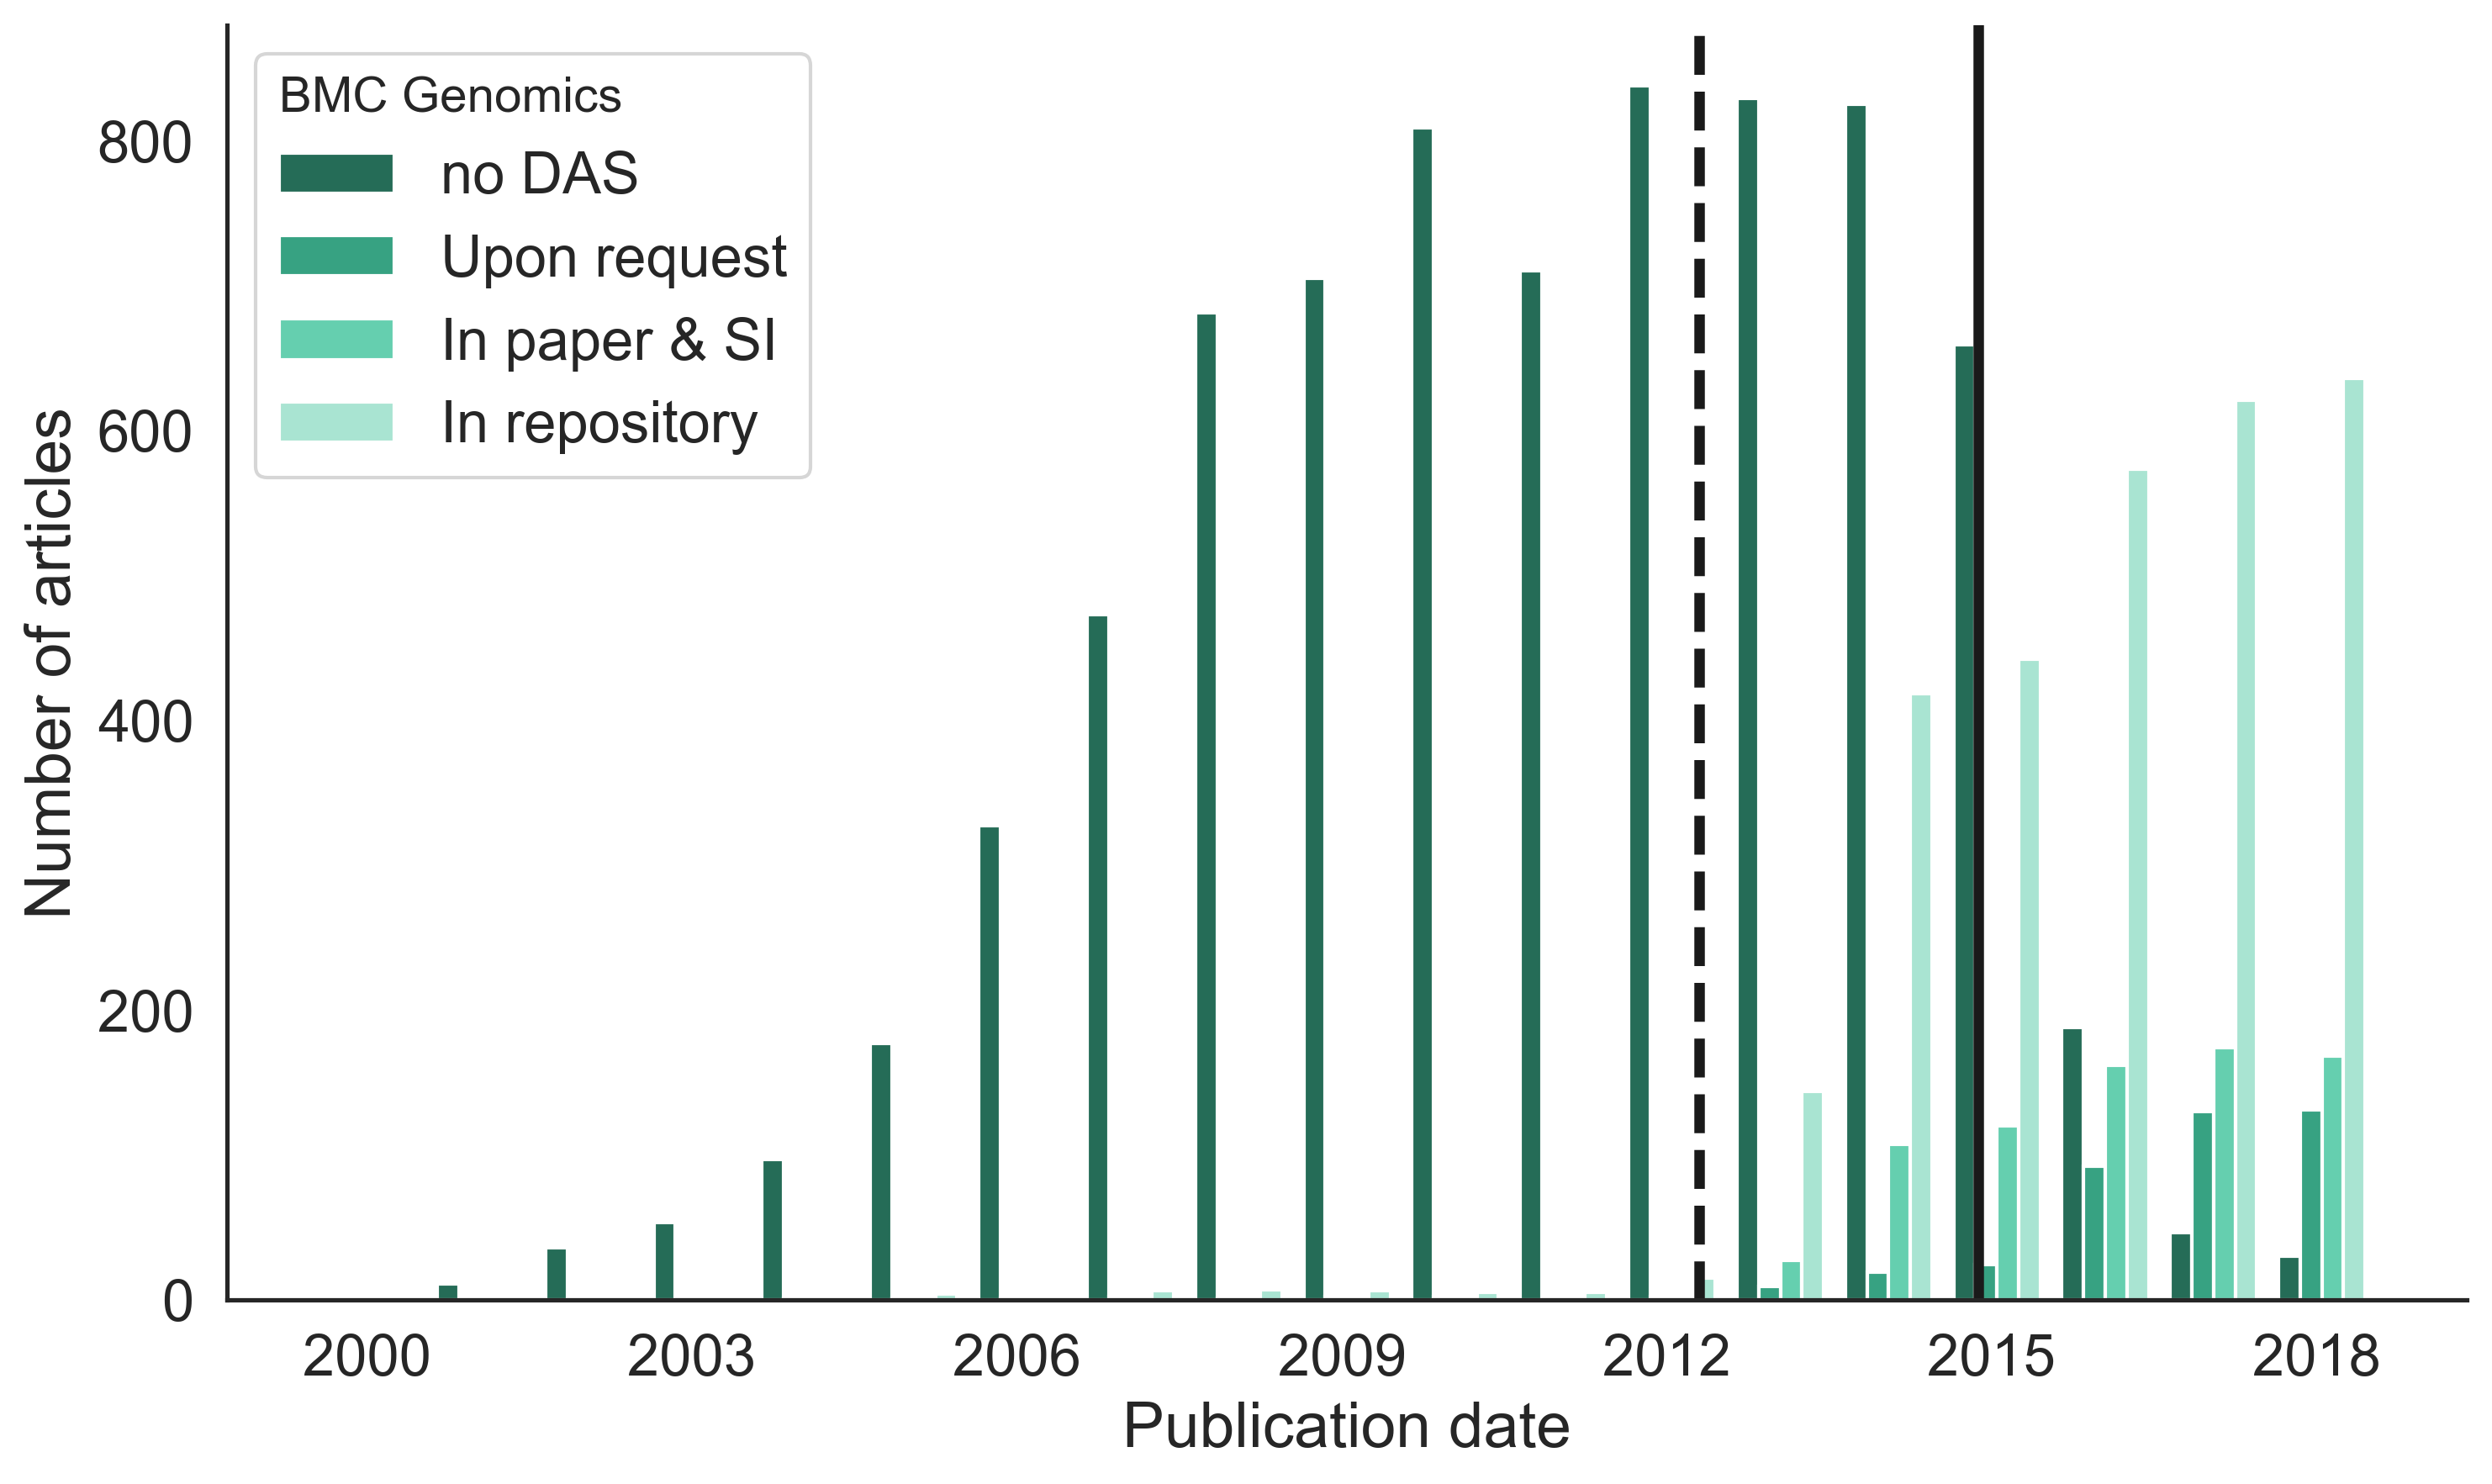 BMC Genomics
no DAS
Upon request
In paper & SI
In repository
Number of articles
800
600
400
200
0
2000 2003 2006 2009 2012 2015 2018
Publication date